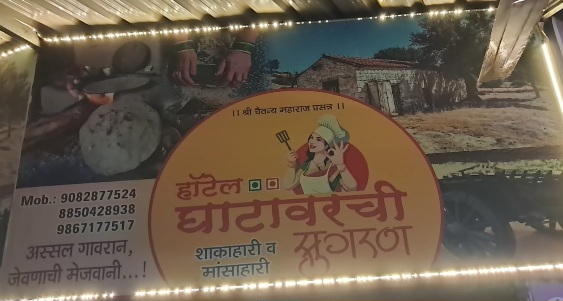 ।। श्री चैतन्य महाराज प्रसन्न ।।
हॉटेल
घाटावरची
सुगरण
शाकाहारी व
मांसाहारी
Mob.: 9082877524
8850428938
9867177517
अस्सल गावरान,
जेवणाची मेजवानी...!